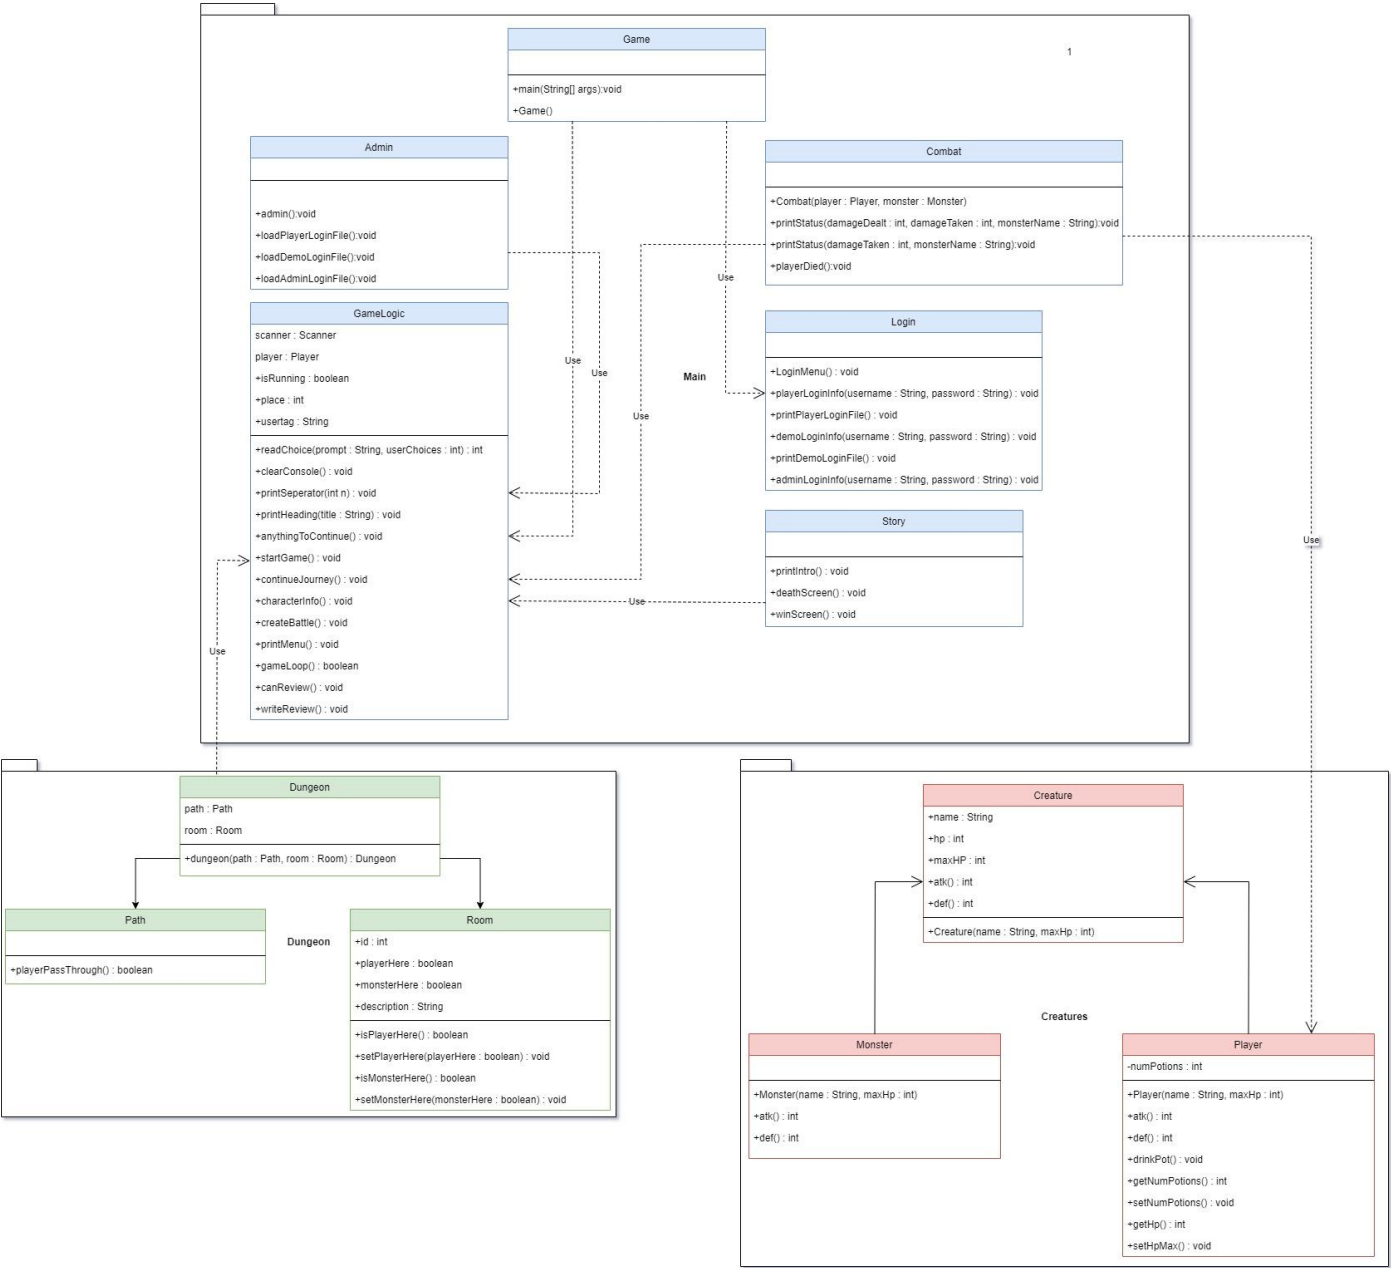 Game
1
+main(String[] args):void
+Game()
Admin
+admin():void
+loadPlayerLoginFile():void
+loadDemoLoginFile():void
+loadAdminLoginFile():void
Combat
+Combat(player : Player, monster : Monster)
+printStatus(damageDealt : int, damageTaken : int, monsterName : String):void
+printStatus(damageTaken : int, monsterName : String):void
+playerDied():void
Use
GameLogic
scanner : Scanner
player : Player
+isRunning : boolean
+place : int
+usertag : String
+readChoice(prompt : String, userChoices : int) : int
+clearConsole() : void
+printSeperator(int n) : void
+printHeading(title : String) : void
+anythingToContinue() : void
+startGame() : void
+continueJourney() : void
+characterInfo() : void
+createBattle() : void
+printMenu() : void
+gameLoop() : boolean
+canReview() : void
+writeReview() : void
Use
Use
Main
Use
Login
+LoginMenu() : void
+playerLoginInfo(username : String, password : String) : void
+printPlayerLoginFile() : void
+demoLoginInfo(username : String, password : String) : void
+printDemoLoginFile() : void
+adminLoginInfo(username : String, password : String) : void
Story
+printIntro() : void
+deathScreen() : void
+winScreen() : void
Use
Use
Use
Dungeon
path : Path
room : Room
+dungeon(path : Path, room : Room) : Dungeon
Path
+playerPassThrough() : boolean
Dungeon
Room
+id : int
+playerHere : boolean
+monsterHere : boolean
+description : String
+isPlayerHere() : boolean
+setPlayerHere(playerHere : boolean) : void
+isMonsterHere() : boolean
+setMonsterHere(monsterHere : boolean) : void
Creature
+name : String
+hp : int
+maxHP : int
+atk() : int
+def() : int
+Creature(name : String, maxHp : int)
Creatures
Monster
+Monster(name : String, maxHp : int)
+atk() : int
+def() : int
Player
-numPotions : int
+Player(name : String, maxHp : int)
+atk() : int
+def() : int
+drinkPot() : void
+getNumPotions() : int
+setNumPotions() : void
+getHp() : int
+setHpMax() : void